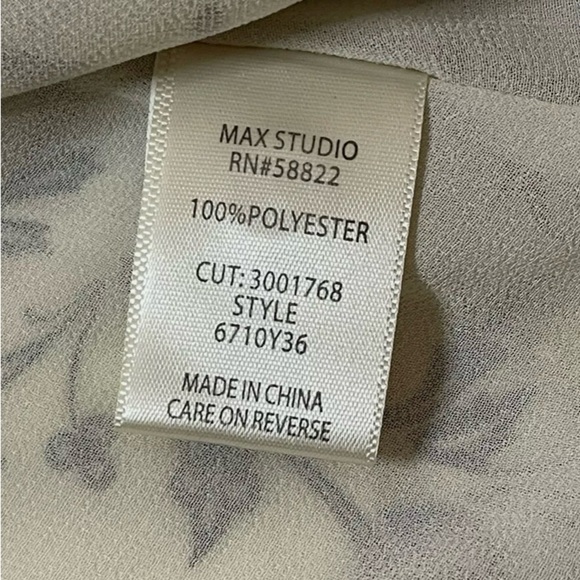 MAX STUDIO
RN#58822
100%POLYESTER
CUT: 3001768
STYLE
6710Y36
MADE IN CHINA
CARE ON REVERSE